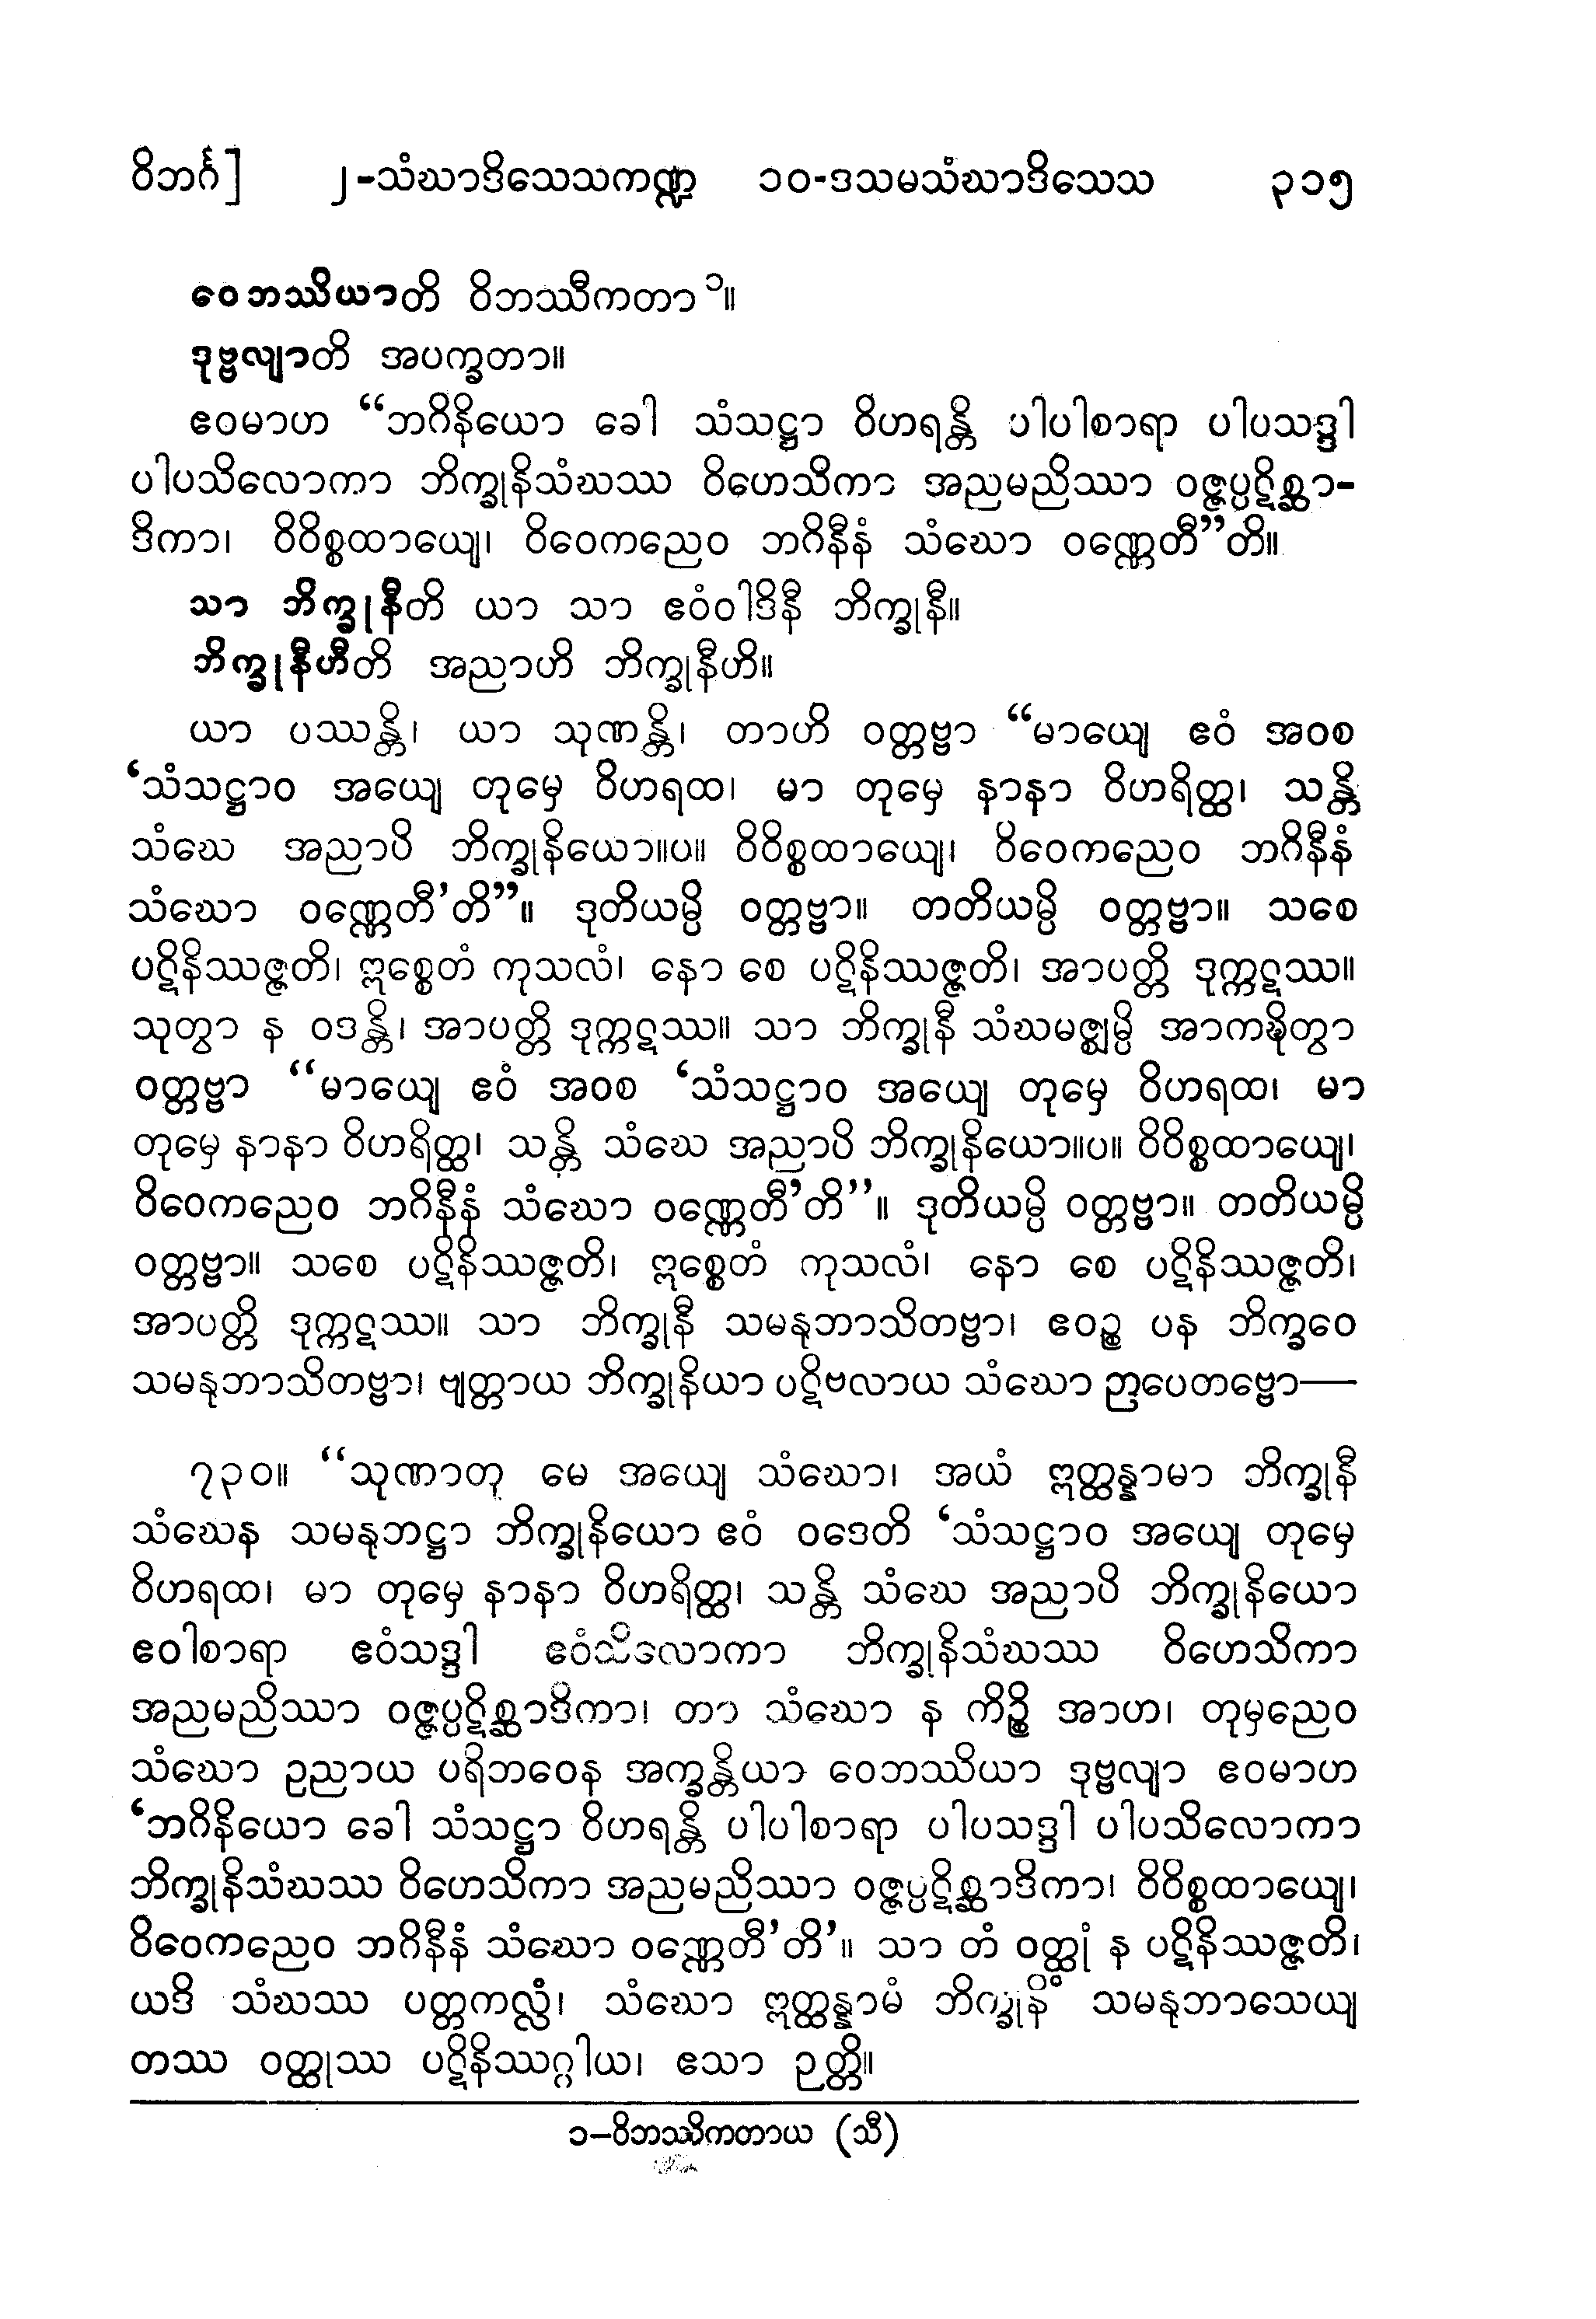 ဝိဘင်္ဂ] ၂-သံဃာဒိသေသကဏ္ဍ ၁၀-ဒသမသံဃာဒိသေသ ၃၁၅
ဝေဘဿိယာတိ ဝိဘဿီကတာ ၁။
ဒုဗ္ဗလျာတိ အပက္ခတာ။
ဧဝမာဟ “ဘဂိနိယော ခေါ သံသဋ္ဌာ ဝိဟရန္တိ ပါပါစာရာ ပါပသဒ္ဒါ
ပါပသိလောကာ ဘိက္ခုနိသံဃဿ ဝိဟေသိကာ အညမညိဿာ ဝဇ္ဇပ္ပဋိစ္ဆာ-
ဒိကာ၊ ဝိဝိစ္စထာယျေ၊ ဝိဝေကညေဝ ဘဂိနီနံ သံဃော ဝဏ္ဏေတီ”တိ။
သာ ဘိက္ခုနီတိ ယာ သာ ဧဝံဝါဒိနီ ဘိက္ခုနီ။
ဘိက္ခုနီဟီတိ အညာဟိ ဘိက္ခုနီဟိ။
ယာ ပဿန္တိ၊ ယာ သုဏန္တိ၊ တာဟိ ဝတ္တဗ္ဗာ “မာယျေ ဧဝံ အဝစ
‘သံသဋ္ဌာဝ အယျေ တုမှေ ဝိဟရထ၊ မာ တုမှေ နာနာ ဝိဟရိတ္ထ၊ သန္တိ
သံဃေ အညာပိ ဘိက္ခုနိယော။ပ။ ဝိဝိစ္စထာယျေ၊ ဝိဝေကညေဝ ဘဂိနီနံ
သံဃော ဝဏ္ဏေတီ’တိ”။ ဒုတိယမ္ပိ ဝတ္တဗ္ဗာ။ တတိယမ္ပိ ဝတ္တဗ္ဗာ။ သစေ
ပဋိနိဿဇ္ဇတိ၊ ဣစ္စေတံ ကုသလံ၊ နော စေ ပဋိနိဿဇ္ဇတိ၊ အာပတ္တိ ဒုက္ကဋဿ။
သုတွာ န ဝဒန္တိ၊ အာပတ္တိ ဒုက္ကဋဿ။ သာ ဘိက္ခုနီ သံဃမဇ္ဈမ္ပိ အာကဍ္ဎိတွာ
ဝတ္တဗ္ဗာ “မာယျေ ဧဝံ အဝစ ‘သံသဋ္ဌာဝ အယျေ တုမှေ ဝိဟရထ၊ မာ
တုမှေ နာနာ ဝိဟရိတ္ထ၊ သန္တိ သံဃေ အညာပိ ဘိက္ခုနိယော။ပ။ ဝိဝိစ္စထာယျေ၊
ဝိဝေကညေဝ ဘဂိနီနံ သံဃော ဝဏ္ဏေတီ’တိ”။ ဒုတိယမ္ပိ ဝတ္တဗ္ဗာ။ တတိယမ္ပိ
ဝတ္တဗ္ဗာ။ သစေ ပဋိနိဿဇ္ဇတိ၊ ဣစ္စေတံ ကုသလံ၊ နော စေ ပဋိနိဿဇ္ဇတိ၊
အာပတ္တိ ဒုက္ကဋဿ။ သာ ဘိက္ခုနီ သမနုဘာသိတဗ္ဗာ၊ ဧဝဉ္စ ပန ဘိက္ခဝေ
သမနုဘာသိတဗ္ဗာ၊ ဗျတ္တာယ ဘိက္ခုနိယာ ပဋိဗလာယ သံဃော ဉာပေတဗ္ဗော—
၇၃၀။ “သုဏာတု မေ အယျေ သံဃော၊ အယံ ဣတ္ထန္နာမာ ဘိက္ခုနီ
သံဃေန သမနုဘဋ္ဌာ ဘိက္ခုနိယော ဧဝံ ဝဒေတိ ‘သံသဋ္ဌာဝ အယျေ တုမှေ
ဝိဟရထ၊ မာ တုမှေ နာနာ ဝိဟရိတ္ထ၊ သန္တိ သံဃေ အညာပိ ဘိက္ခုနိယော
ဧဝါစာရာ ဧဝံသဒ္ဒါ ဧဝံသိလောကာ ဘိက္ခုနိသံဃဿ ဝိဟေသိကာ
အညမညိဿာ ဝဇ္ဇပ္ပဋိစ္ဆာဒိကာ၊ တာ သံဃော န ကိဉ္စိ အာဟ၊ တုမှညေဝ
သံဃော ဥညာယ ပရိဘဝေန အက္ခန္တိယာ ဝေဘဿိယာ ဒုဗ္ဗလျာ ဧဝမာဟ
‘ဘဂိနိယော ခေါ သံသဋ္ဌာ ဝိဟရန္တိ ပါပါစာရာ ပါပသဒ္ဒါ ပါပသိလောကာ
ဘိက္ခုနိသံဃဿ ဝိဟေသိကာ အညမညိဿာ ဝဇ္ဇပ္ပဋိစ္ဆာဒိကာ၊ ဝိဝိစ္စထာယျေ၊
ဝိဝေကညေဝ ဘဂိနီနံ သံဃော ဝဏ္ဏေတီ’တိ’။ သာ တံ ဝတ္ထုံ န ပဋိနိဿဇ္ဇတိ၊
ယဒိ သံဃဿ ပတ္တကလ္လံ၊ သံဃော ဣတ္ထန္နာမံ ဘိက္ခုနိံ သမနုဘာသေယျ
တဿ ဝတ္ထုဿ ပဋိနိဿဂ္ဂါယ၊ ဧသာ ဉတ္တိ။
၁–ဝိဘဿိကတာယ (သီ)